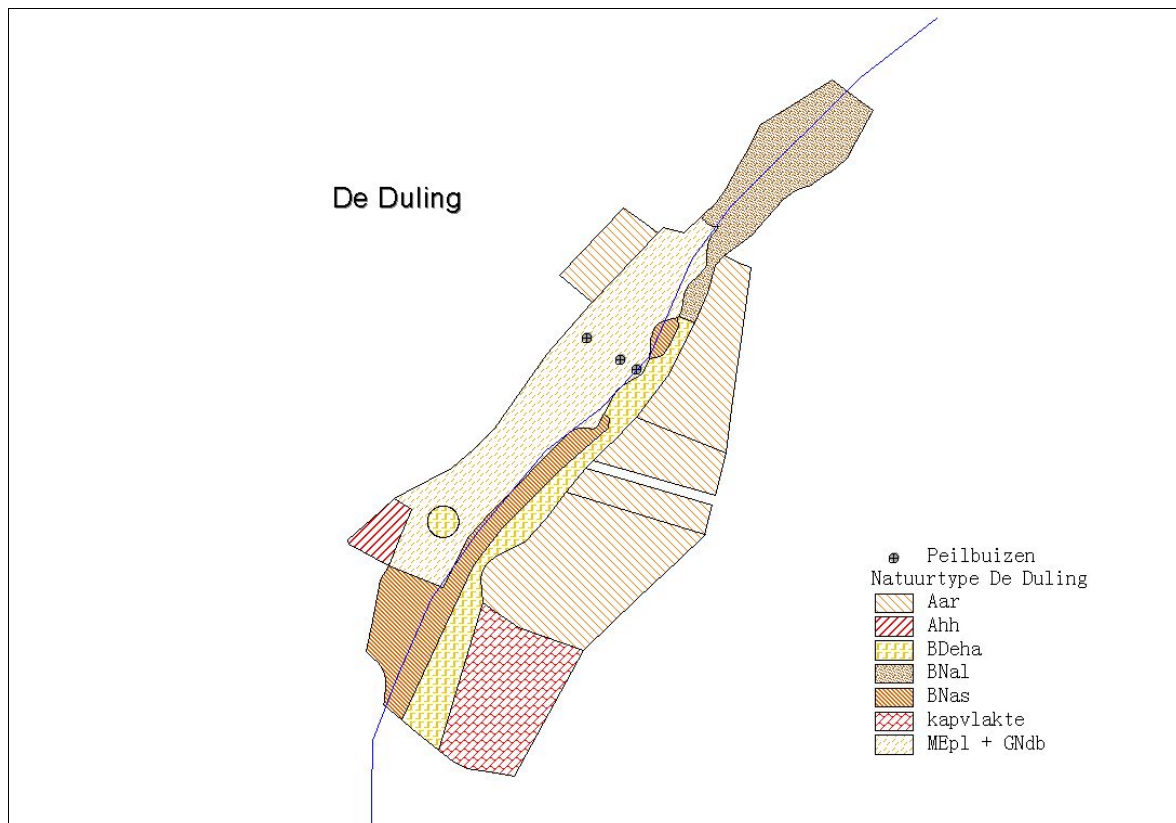 De Duling
Peilbuizen
Natuurtype De Duling
Aar
Ahh
BDeha
BNal
BNas
kapvlakte
MEpl + GNdb